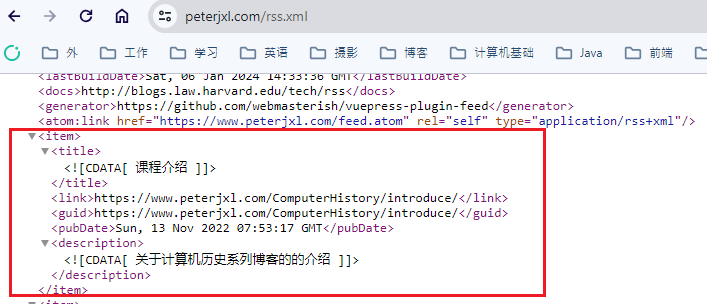 peterjxl.com/rss.xml
外 工作 学习 英语 摄影 博客 计算机基础 Java 前端
<lastBuildDate>Sat, 06 Jan 2024 14:33:36 GMT</lastBuildDate>
<docs>http://blogs.law.harvard.edu/tech/rss</docs>
<generator>https://github.com/webmasterish/vuepress-plugin-feed</generator>
<atom:link href="https://www.peterjxl.com/feed.atom" rel="self" type="application/rss+xml"/>
<item>
<title>
<![CDATA[ 课程介绍 ]]>
</title>
<link>https://www.peterjxl.com/ComputerHistory/introduce/</link>
<guid>https://www.peterjxl.com/ComputerHistory/introduce/</guid>
<pubDate>Sun, 13 Nov 2022 07:53:17 GMT</pubDate>
<description>
<![CDATA[ 关于计算机历史系列博客的的介绍 ]]>
</description>
</item>
<item>